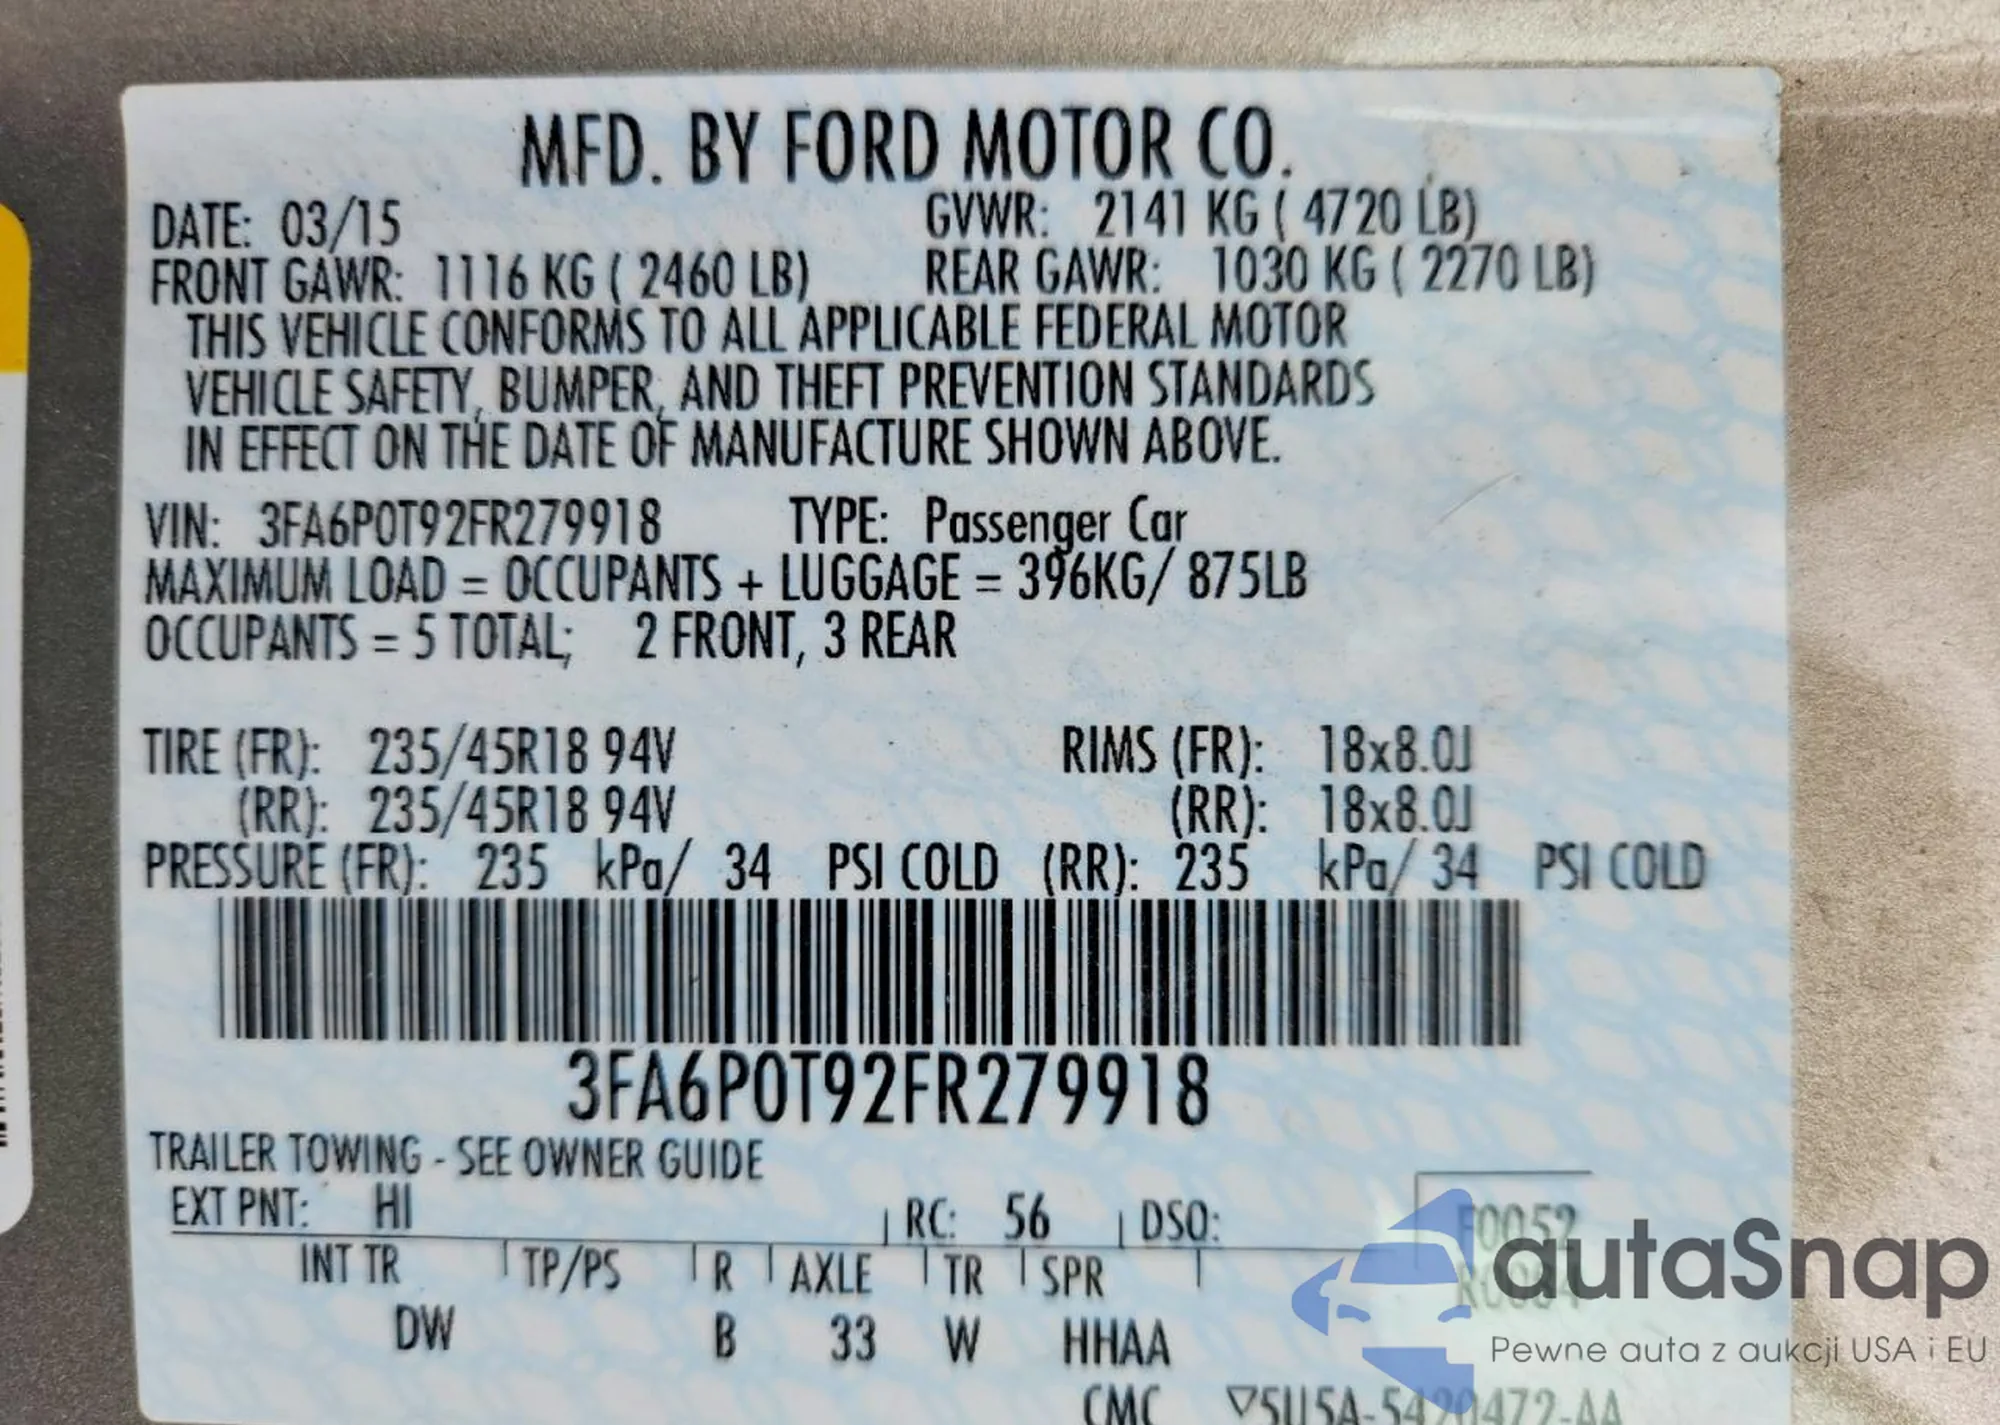 MFD. BY FORD MOTOR CO.
DATE: 03/15 GVWR: 2141 KG ( 4720 LB)
FRONT GAWR: 1116 KG ( 2460 LB) REAR GAWR: 1030 KG ( 2270 LB)
THIS VEHICLE CONFORMS TO ALL APPLICABLE FEDERAL MOTOR
VEHICLE SAFETY, BUMPER, AND THEFT PREVENTION STANDARDS
IN EFFECT ON THE DATE OF MANUFACTURE SHOWN ABOVE.
VIN: 3FA6P0T92FR279918 TYPE: Passenger Car
MAXIMUM LOAD = OCCUPANTS + LUGGAGE = 396KG/ 875LB
OCCUPANTS = 5 TOTAL; 2 FRONT, 3 REAR
TIRE (FR): 235/45R18 94V RIMS (FR): 18x8.0J
(RR): 235/45R18 94V (RR): 18x8.0J
PRESSURE (FR): 235 kPa/ 34 PSI COLD (RR): 235 kPa/ 34 PSI COLD
3FA6P0T92FR279918
TRAILER TOWING - SEE OWNER GUIDE
EXT PNT: HI RC: 56 DSO: F0052
INT TR TP/PS R AXLE TR SPR
DW B 33 W HHAA
CMC ▽5U5A-5420472-AA
autaSnap
Pewne auta z aukcji USA i EU